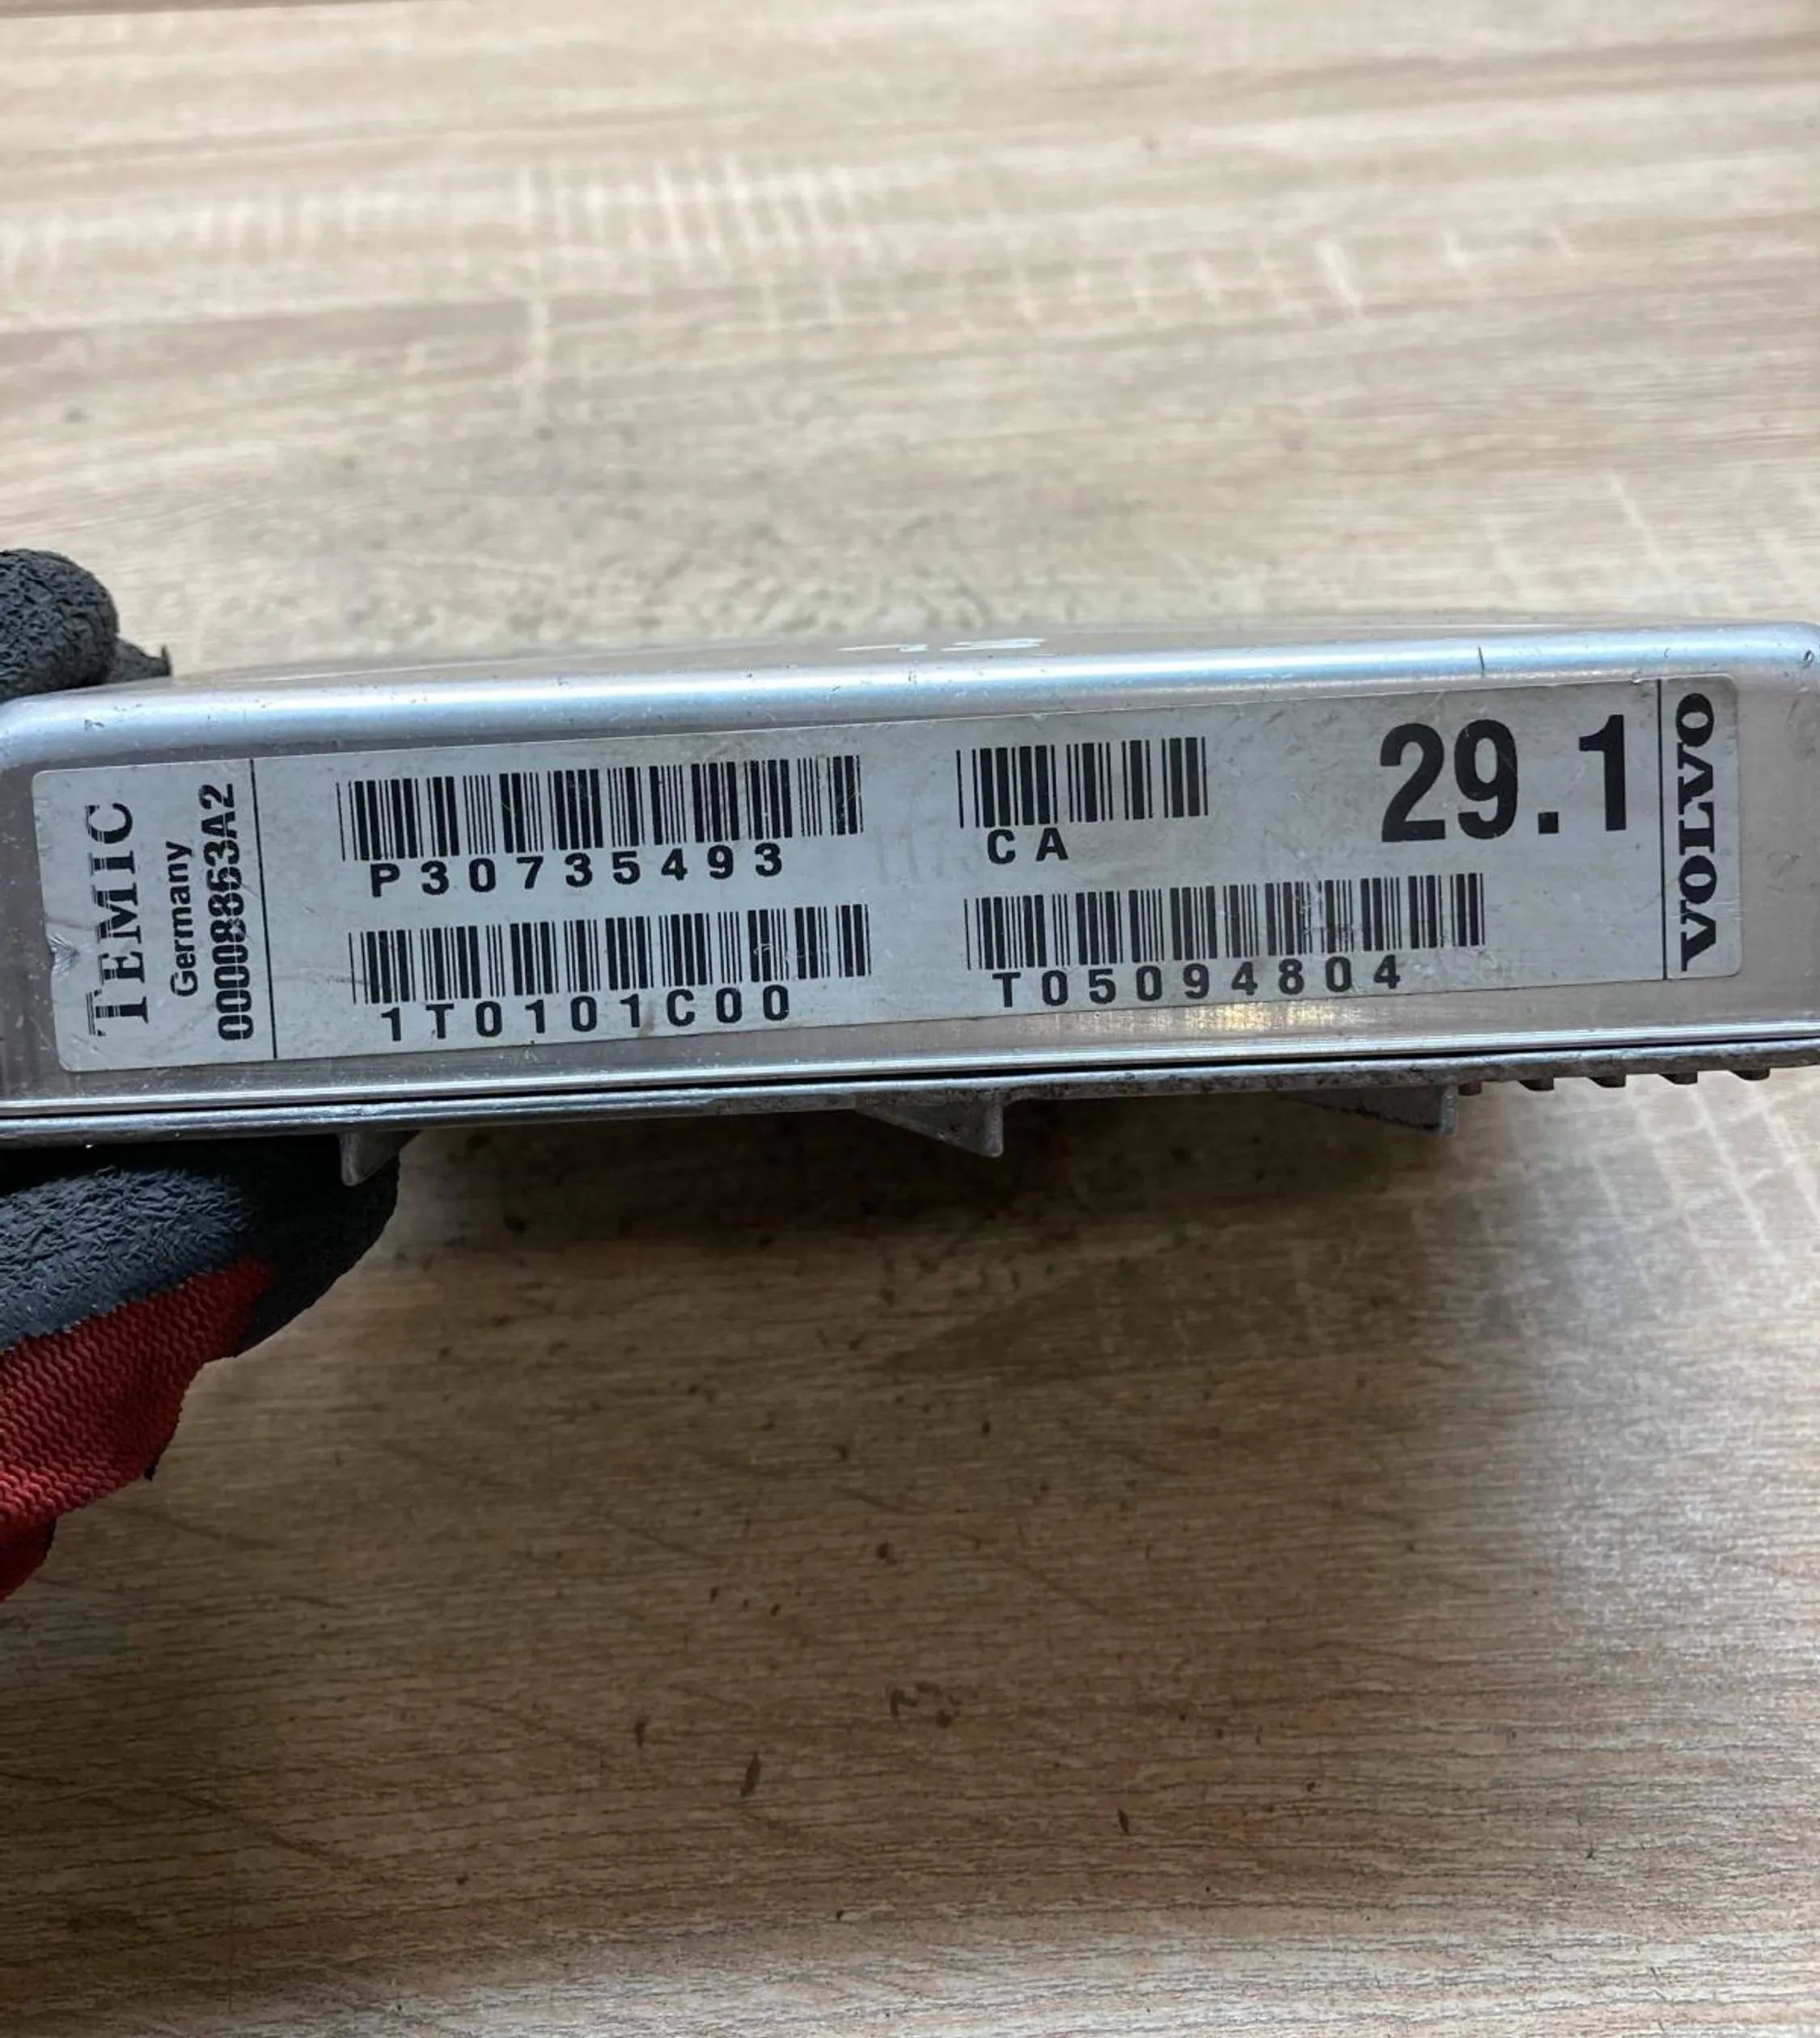 TEMIC
Germany
00008863A2
P30735493
1T0101C00
CA
T05094804
29.1
VOLVO